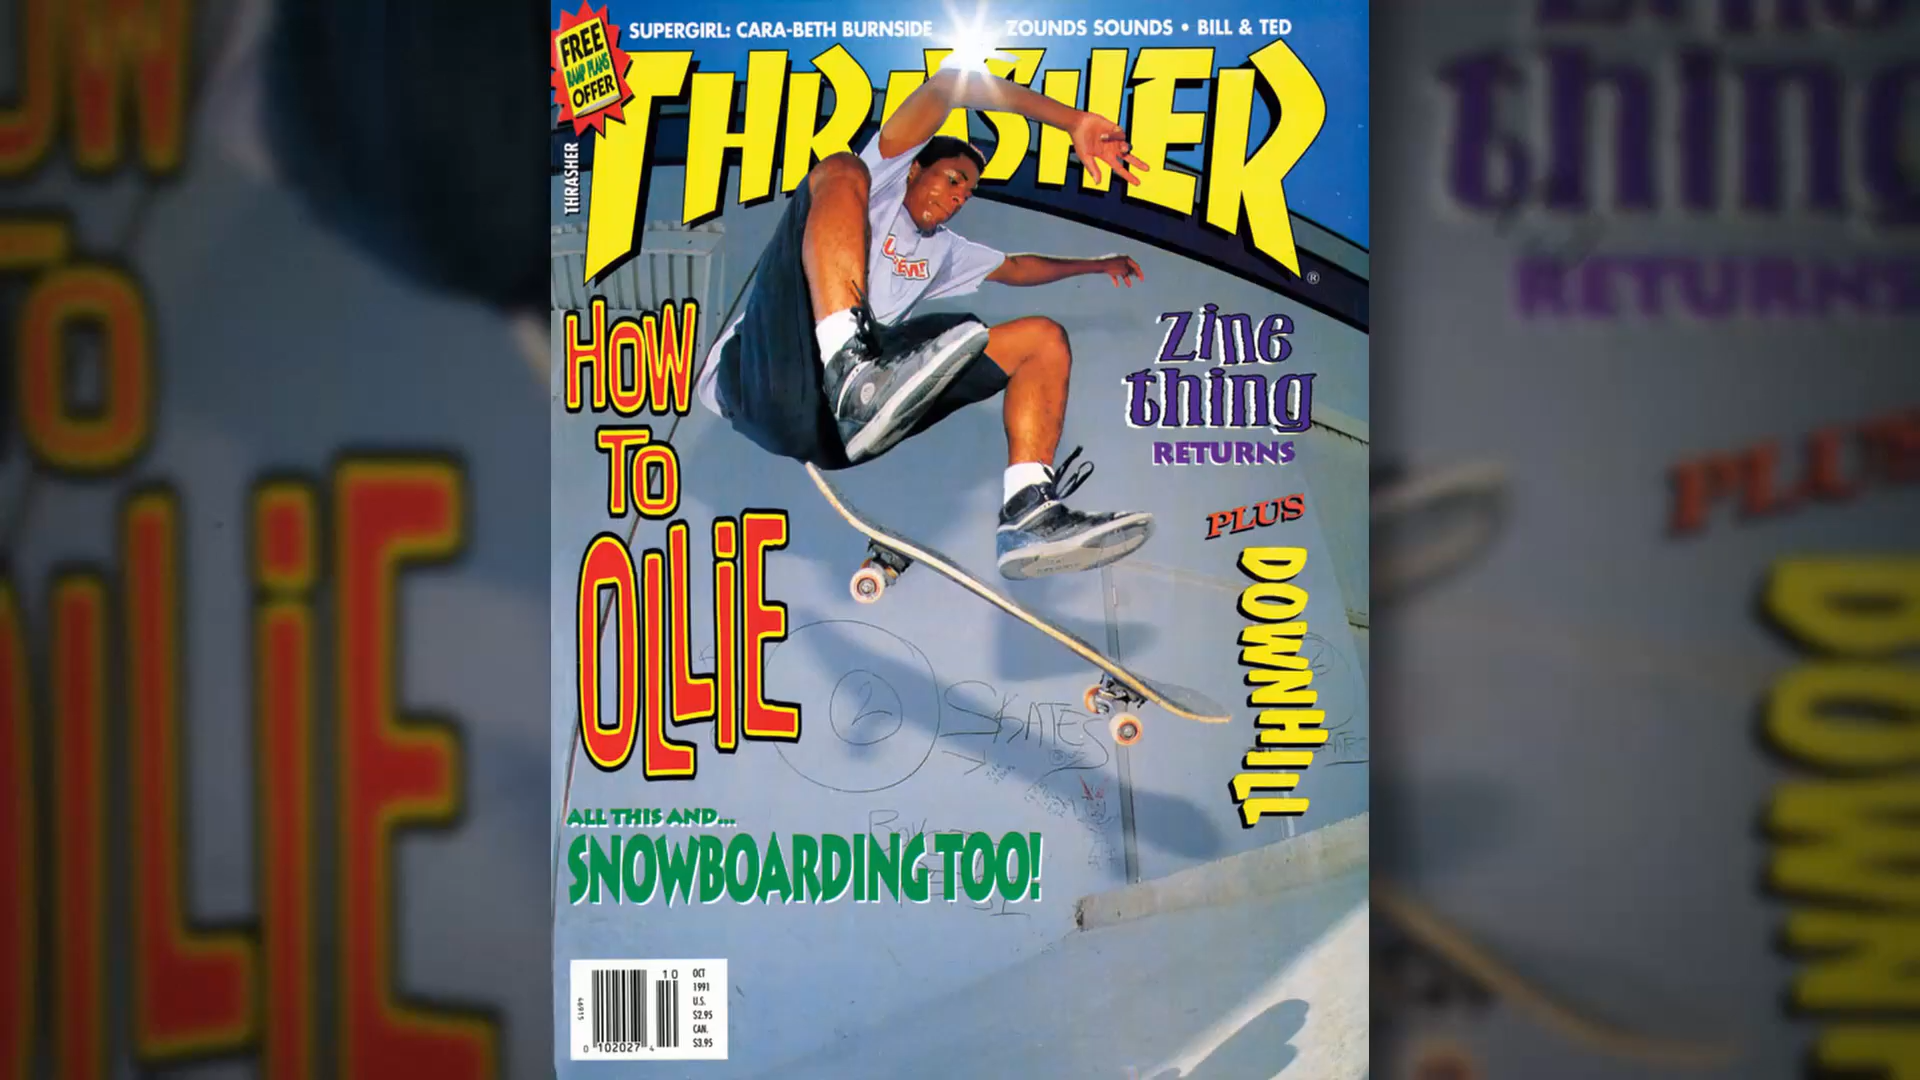 SUPERGIRL: CARA-BETH BURNSIDE
ZOUNDS SOUNDS • BILL & TED
FREE
RAMP PLANS
OFFER
THRASHER
THRASHER
®
HOW
TO
OLLIE
Zine
thing
RETURNS
PLUS
DOWNHILL
2
SKATES
ALL THIS AND...
SNOWBOARDING TOO!
10
OCT
1991
U.S.
$2.95
CAN.
$3.95
46915
0 102027 4